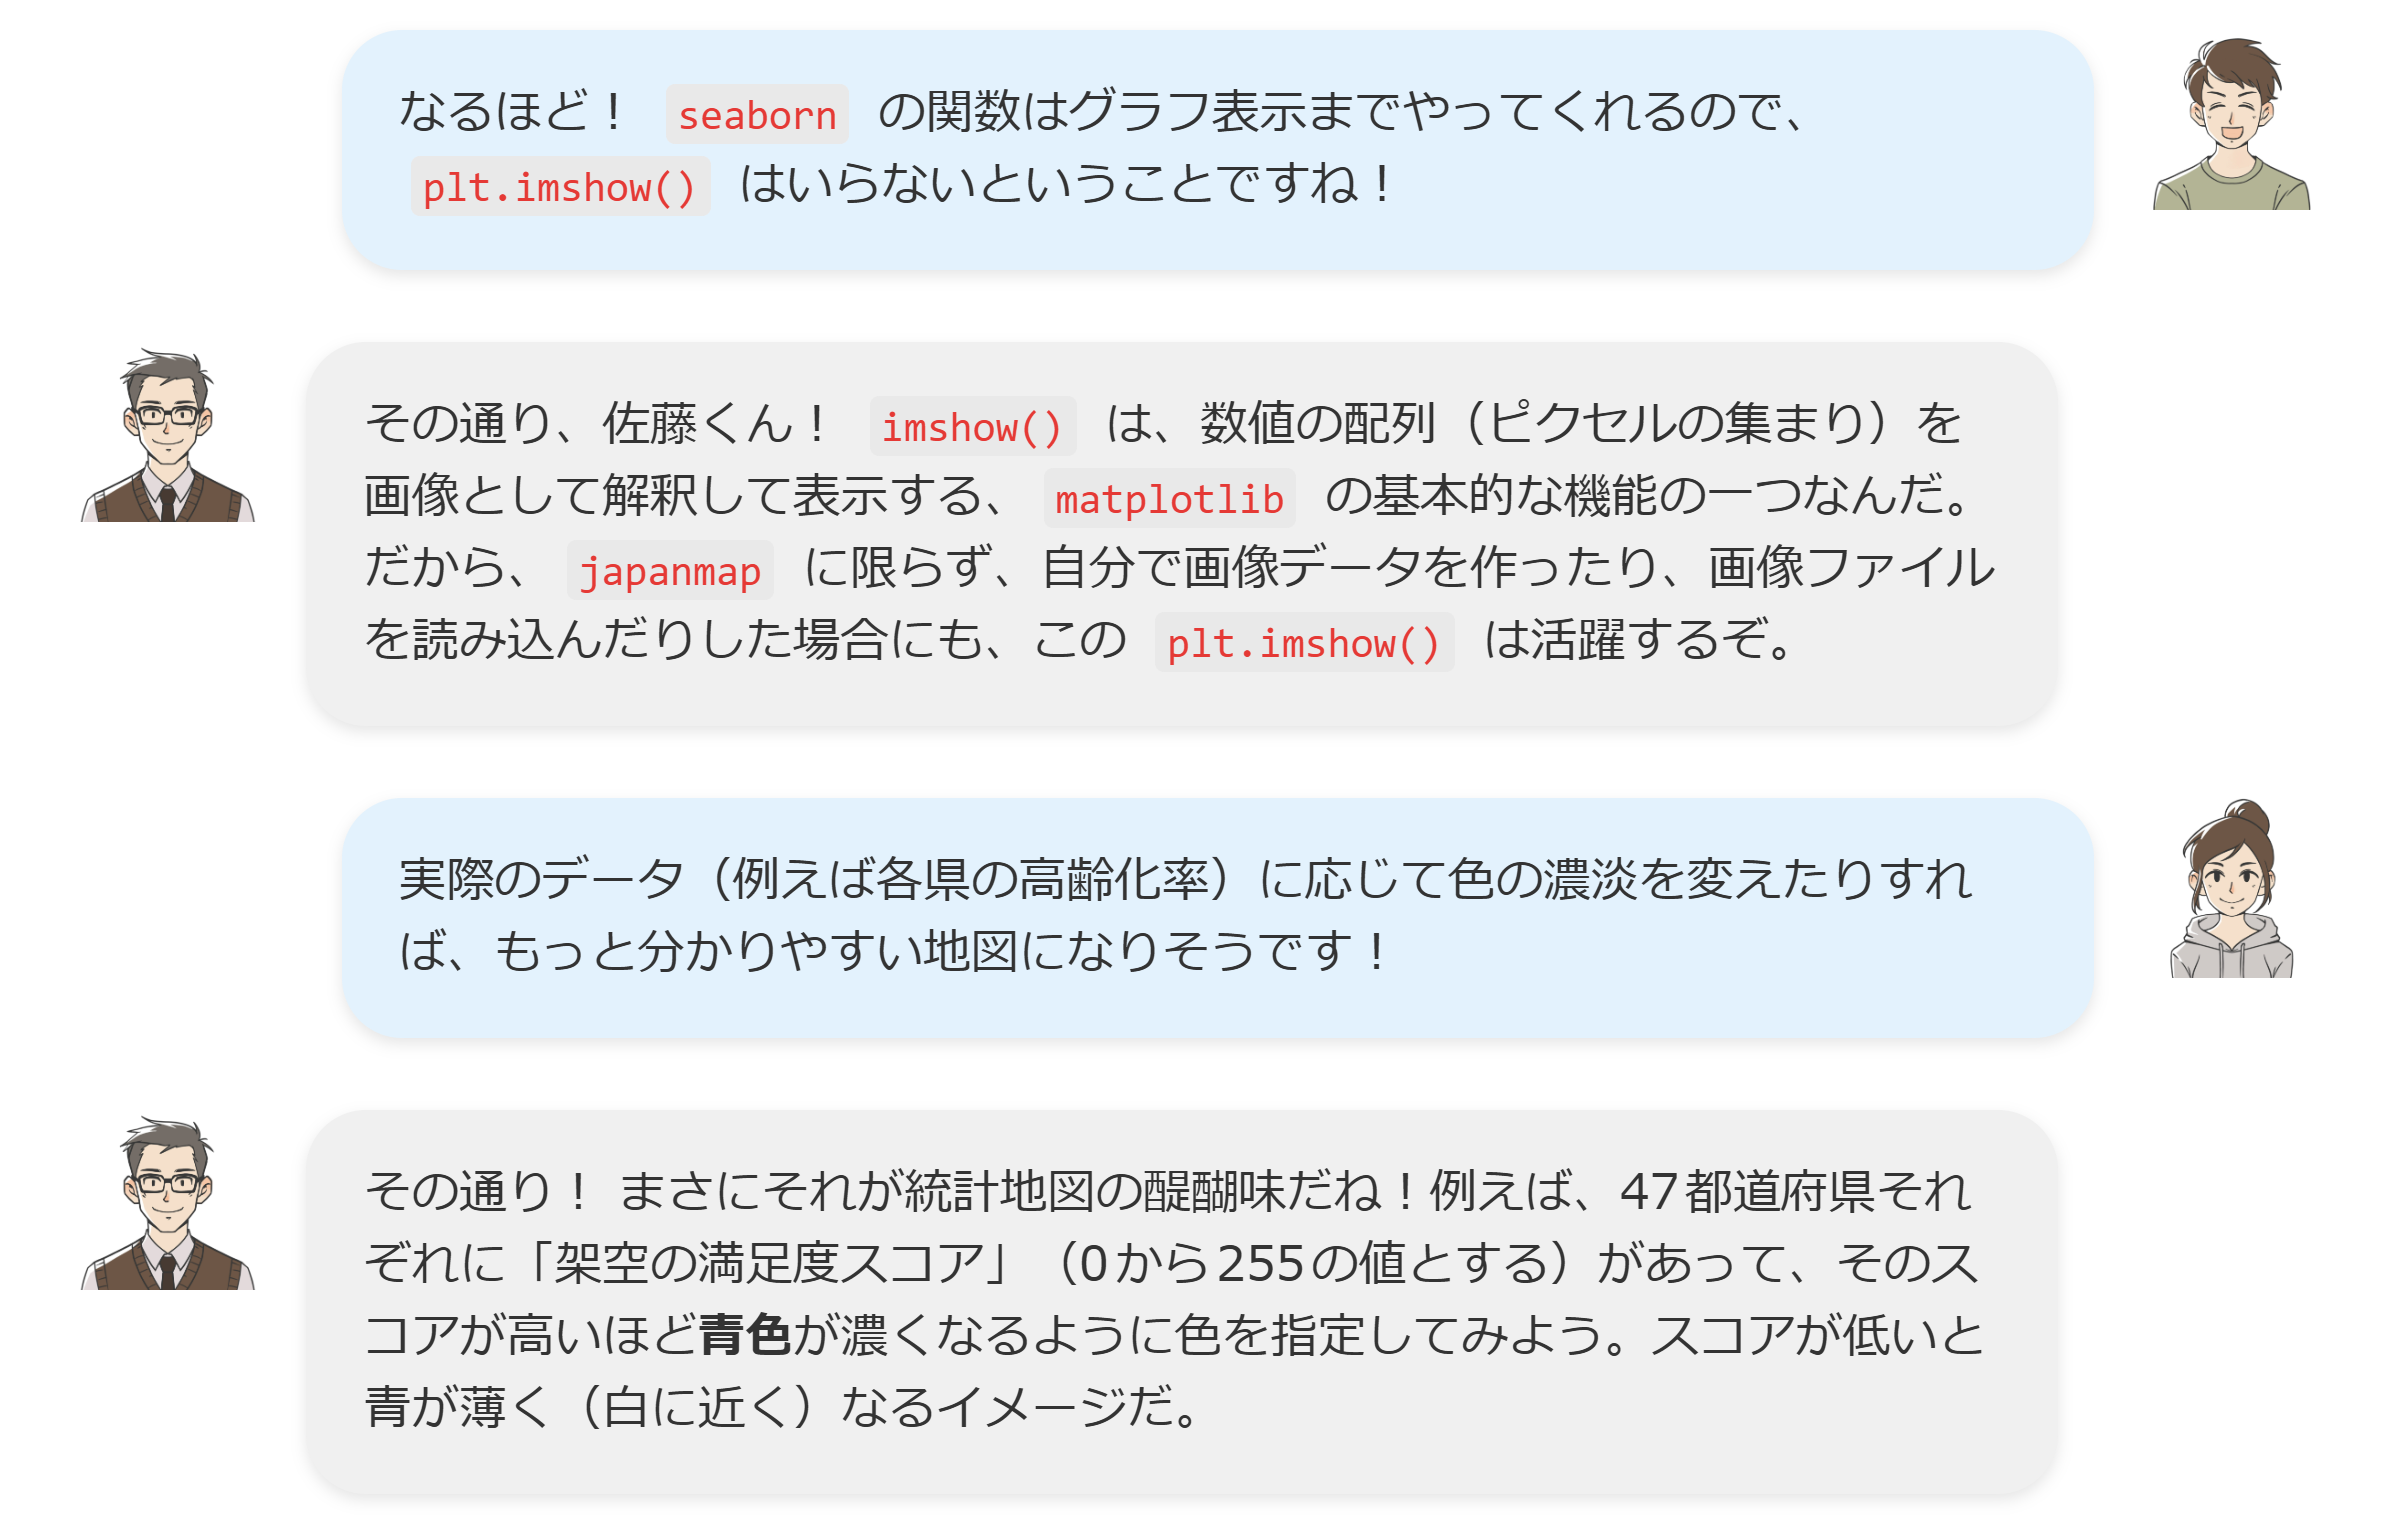 なるほど！ seaborn の関数はグラフ表示までやってくれるので、
plt.imshow() はいらないということですね！
その通り、佐藤くん！ imshow() は、数値の配列（ピクセルの集まり）を
画像として解釈して表示する、 matplotlib の基本的な機能の一つなんだ。
だから、 japanmap に限らず、自分で画像データを作ったり、画像ファイル
を読み込んだりした場合にも、この plt.imshow() は活躍するぞ。
実際のデータ（例えば各県の高齢化率）に応じて色の濃淡を変えたりすれ
ば、もっと分かりやすい地図になりそうです！
その通り！ まさにそれが統計地図の醍醐味だね！例えば、47都道府県それ
ぞれに「架空の満足度スコア」（0から255の値とする）があって、そのス
コアが高いほど青色が濃くなるように色を指定してみよう。スコアが低いと
青が薄く（白に近く）なるイメージだ。